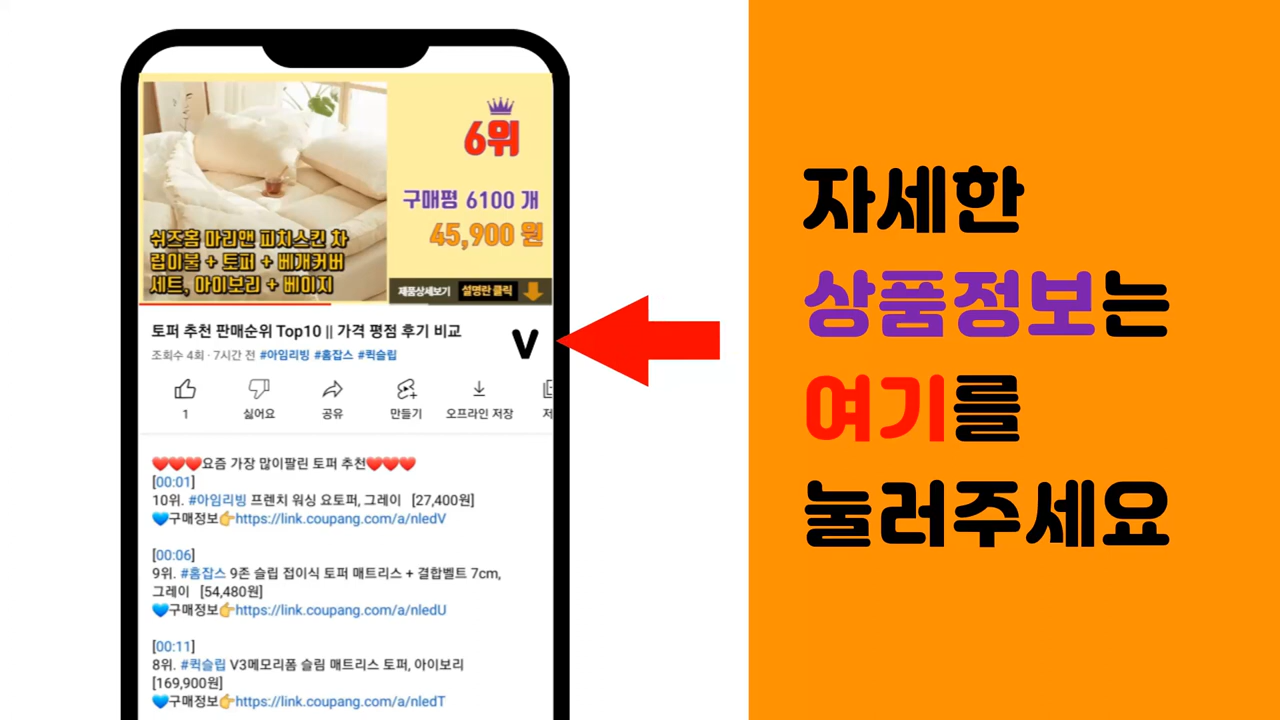 6위
구매평 6100 개
45,900 원
쉬즈홈 마리앤 피치스킨 차
렵이불 + 토퍼 + 베개커버
세트, 아이보리 + 베이지
제품상세보기 설명란 클릭
토퍼 추천 판매순위 Top10 || 가격 평점 후기 비교
V
조회수 4회 · 7시간 전 #아임리빙 #홈잡스 #퀵슬립
1 싫어요 공유 만들기 오프라인 저장 저
❤️❤️❤️요즘 가장 많이팔린 토퍼 추천❤️❤️❤️
[00:01]
10위. #아임리빙 프렌치 워싱 요토퍼, 그레이 [27,400원]
💙구매정보👉https://link.coupang.com/a/nledV
[00:06]
9위. #홈잡스 9존 슬립 접이식 토퍼 매트리스 + 결합벨트 7cm,
그레이 [54,480원]
💙구매정보👉https://link.coupang.com/a/nledU
[00:11]
8위. #퀵슬립 V3메모리폼 슬림 매트리스 토퍼, 아이보리
[169,900원]
💙구매정보👉https://link.coupang.com/a/nledT
자세한
상품정보는
여기를
눌러주세요